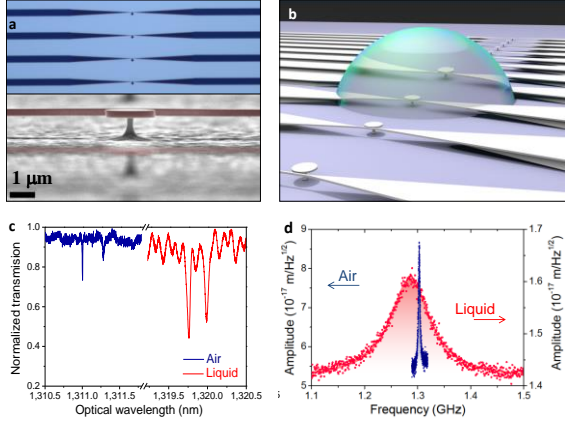 a
1 µm
b
c
1.0
0.8
0.6
0.4
0.2
Normalized transmision
Air
Liquid
1,310.5
1,311.0
1,311.5
1,319.5
1,320.0
1,320.5
Optical wavelength (nm)
s
d
9
8
7
6
5
Amplitude (10⁻¹⁷ m/Hz¹ᐟ²)
Air
Liquid
1.7
1.6
1.5
1.4
Amplitude (10⁻¹⁷ m/Hz¹ᐟ²)
1.1
1.2
1.3
1.4
1.5
Frequency (GHz)